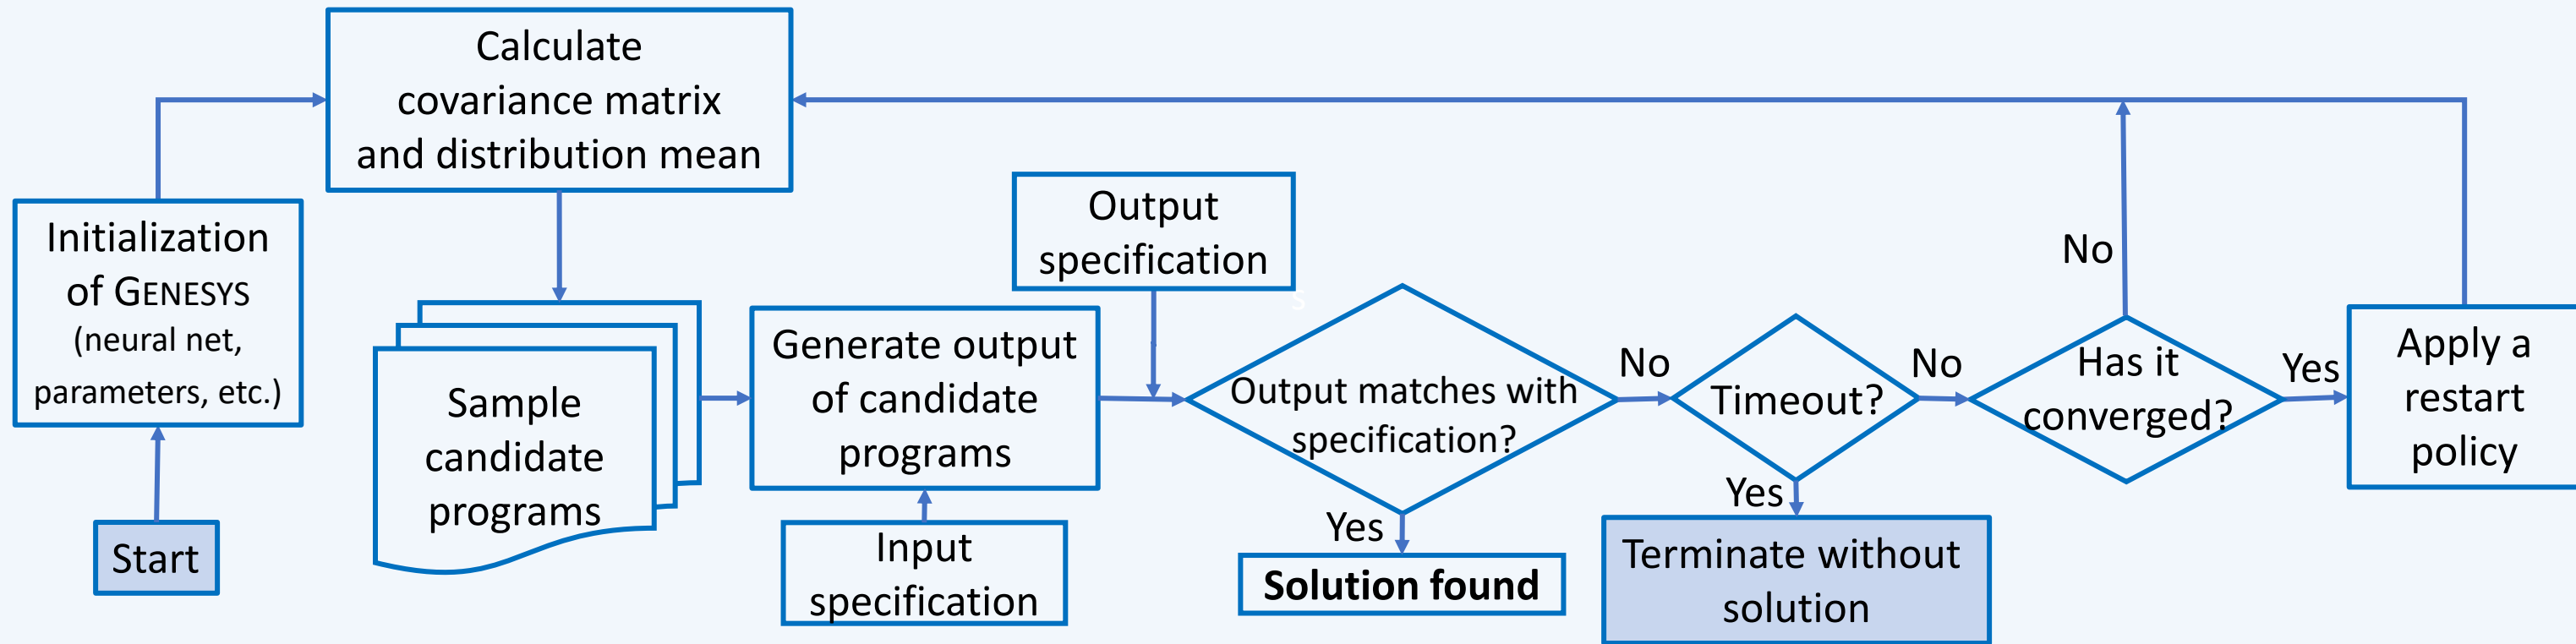 Calculate
covariance matrix
and distribution mean
Initialization
of GENESYS
(neural net,
parameters, etc.)
Start
Sample
candidate
programs
Generate output
of candidate
programs
Input
specification
Output
specification
s
Output matches with
specification?
Yes
Solution found
No
Timeout?
Yes
Terminate without
solution
No
Has it
converged?
No
Yes
Apply a
restart
policy